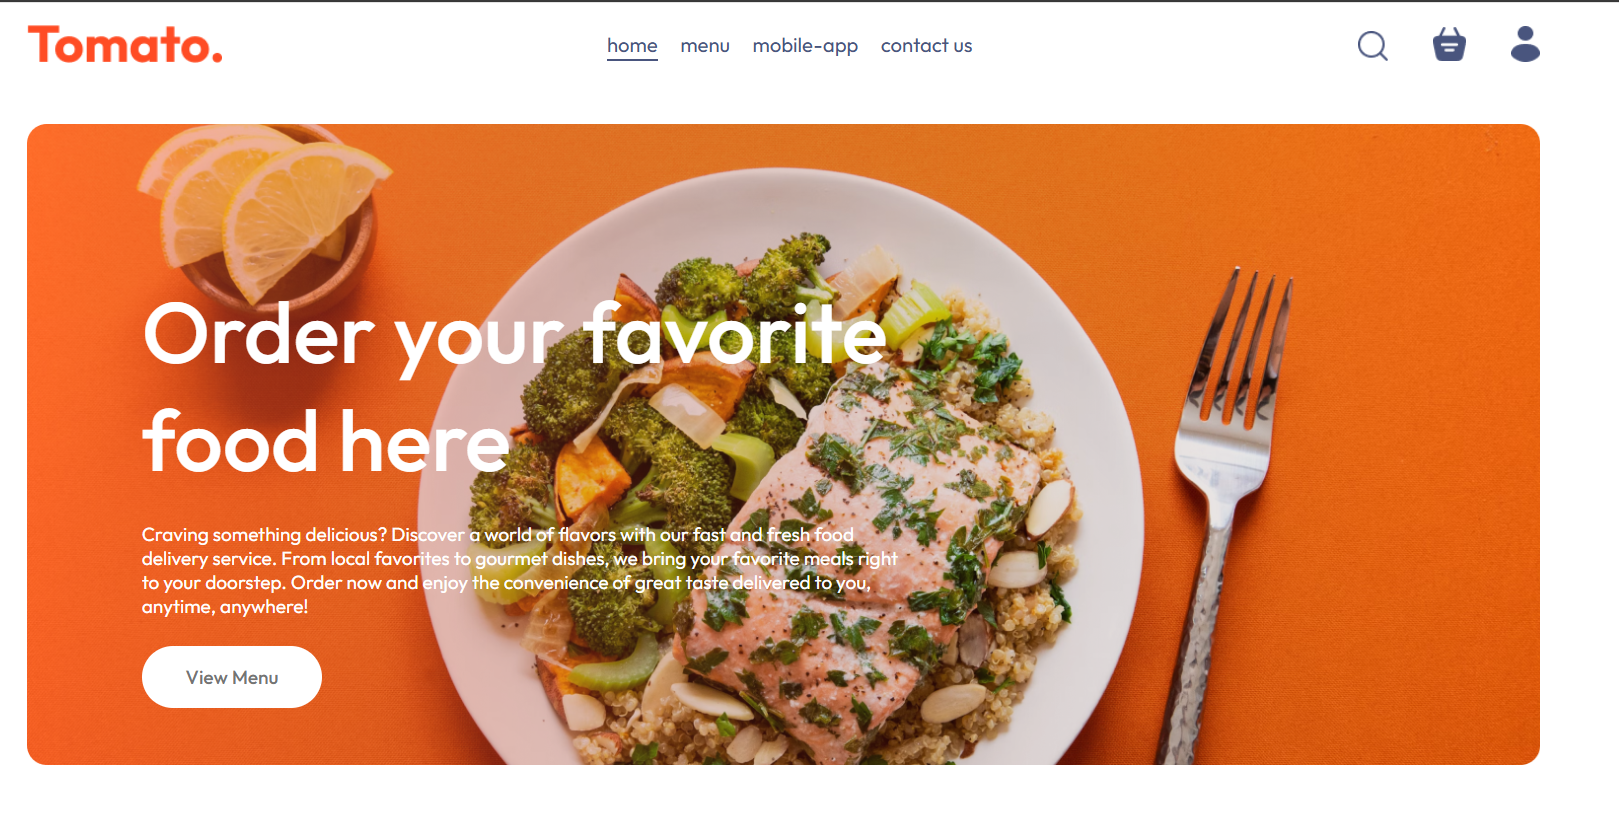 Tomato.
home menu mobile-app contact us
Order your favorite
food here
Craving something delicious? Discover a world of flavors with our fast and fresh food
delivery service. From local favorites to gourmet dishes, we bring your favorite meals right
to your doorstep. Order now and enjoy the convenience of great taste delivered to you,
anytime, anywhere!
View Menu